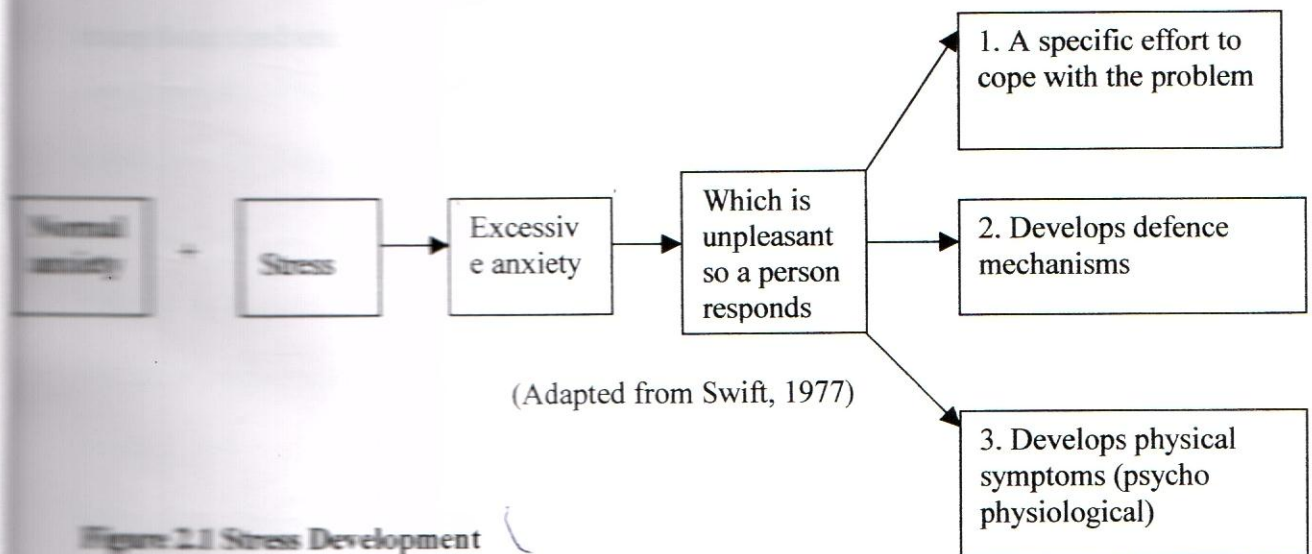 Normal
anxiety
Stress
Excessiv
e anxiety
Which is
unpleasant
so a person
responds
1. A specific effort to
cope with the problem
2. Develops defence
mechanisms
3. Develops physical
symptoms (psycho
physiological)
(Adapted from Swift, 1977)
Figure 2.1 Stress Development